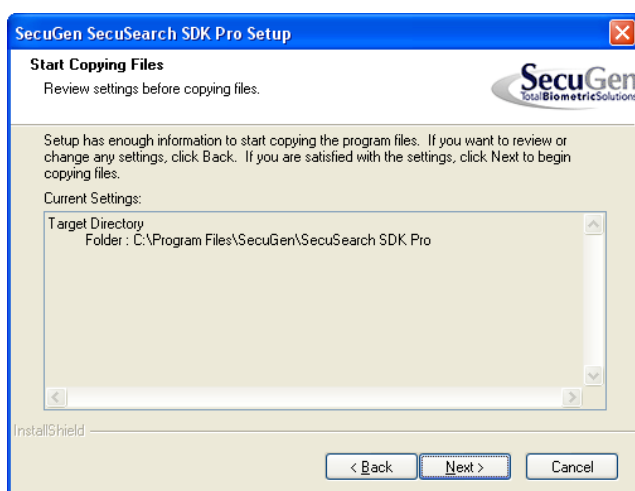 SecuGen SecuSearch SDK Pro Setup
Start Copying Files
Review settings before copying files.
SecuGen
Total Biometric Solutions
Setup has enough information to start copying the program files. If you want to review or
change any settings, click Back. If you are satisfied with the settings, click Next to begin
copying files.
Current Settings:
Target Directory
Folder : C:\Program Files\SecuGen\SecuSearch SDK Pro
InstallShield
< Back
Next >
Cancel